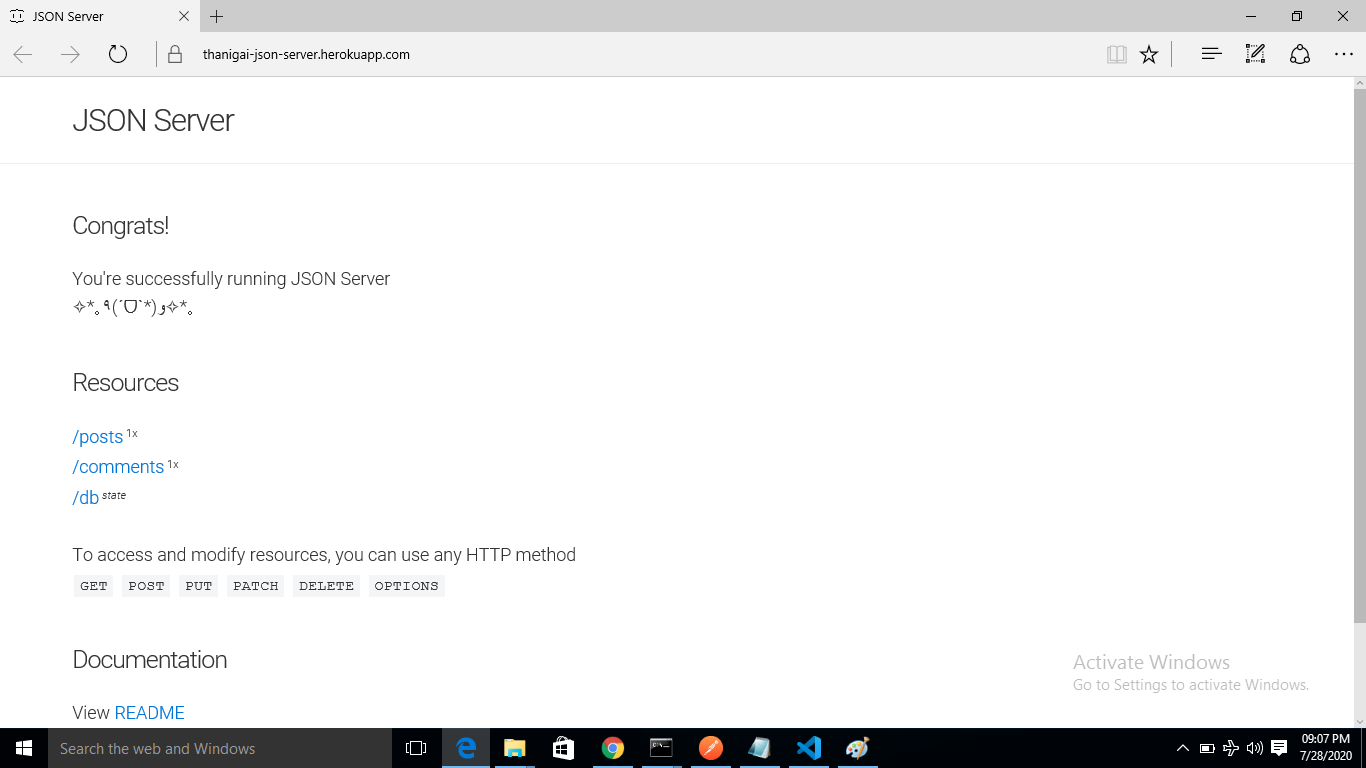 JSON Server
thanigai-json-server.herokuapp.com
JSON Server
Congrats!
You're successfully running JSON Server
✧*｡٩(ˊᗜˋ*)و✧*｡
Resources
/posts 1x
/comments 1x
/db state
To access and modify resources, you can use any HTTP method
GET POST PUT PATCH DELETE OPTIONS
Documentation
View README
Activate Windows
Go to Settings to activate Windows.
Search the web and Windows
09:07 PM
7/28/2020